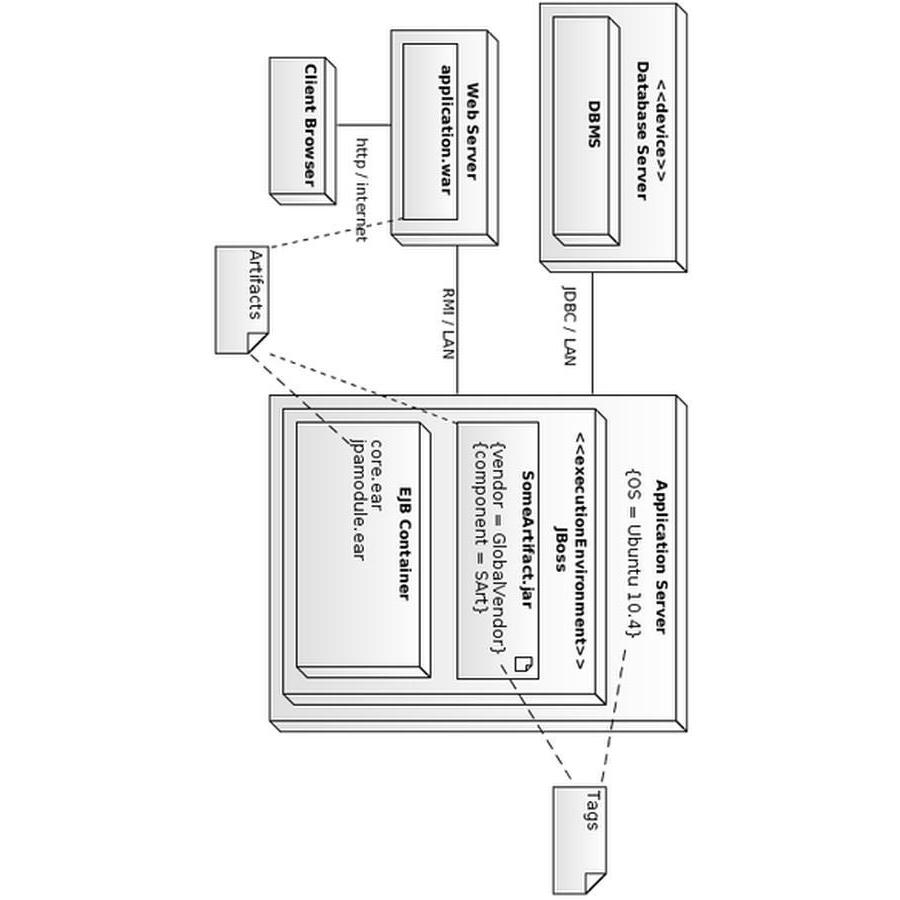 <<device>>
Database Server
DBMS
Web Server
application.war
Client Browser
http / internet
JDBC / LAN
RMI / LAN
Artifacts
Application Server
{OS = Ubuntu 10.4}
<<executionEnvironment>>
JBoss
SomeArtifact.jar
{vendor = GlobalVendor}
{component = SArt}
EJB Container
core.ear
jpamodule.ear
Tags